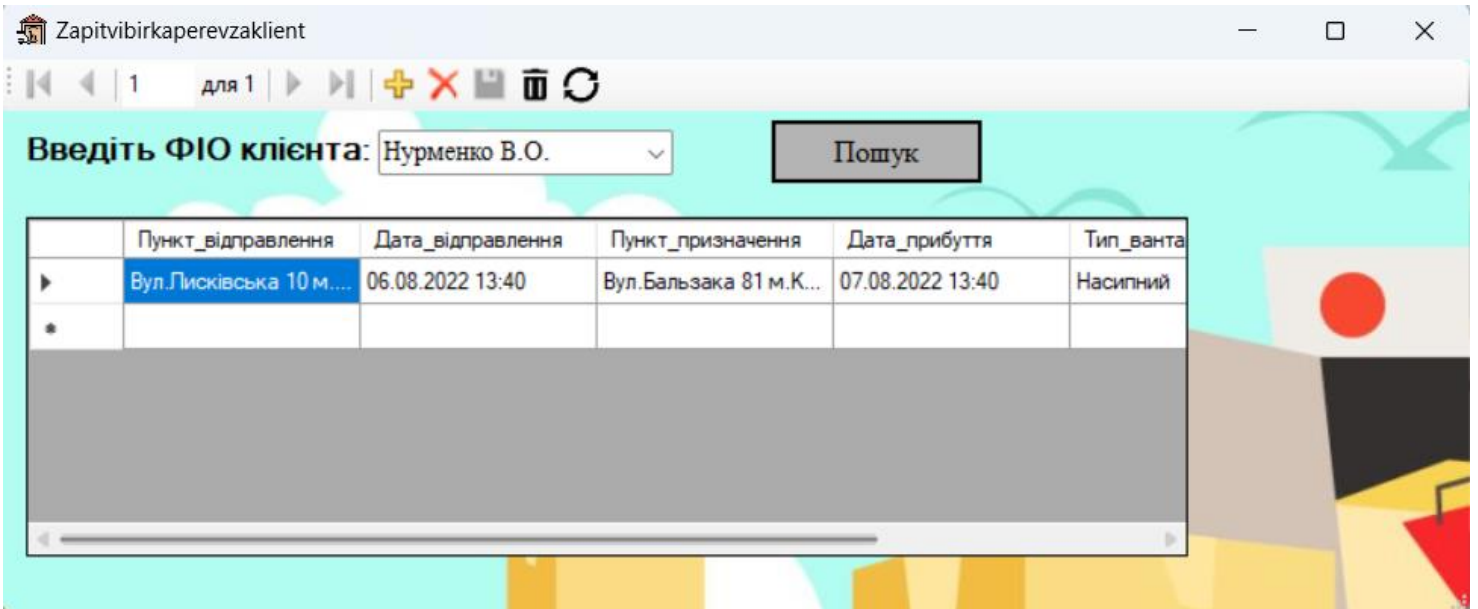 Zapitvibirkaperevzaklient
1 для 1
Введіть ФІО клієнта: Нурменко В.О. Пошук
Пункт_відправлення Дата_відправлення Пункт_призначення Дата_прибуття Тип_ванта
Вул.Лисківська 10 м.... 06.08.2022 13:40 Вул.Бальзака 81 м.К... 07.08.2022 13:40 Насипний